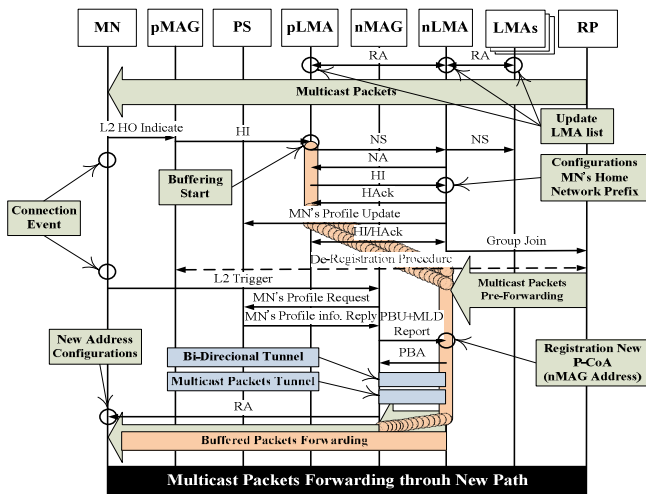 MN pMAG PS pLMA nMAG nLMA LMAs RP
RA RA
Multicast Packets
Update
LMA list
L2 HO Indicate
HI
NS NS
NA
Buffering
Start
HI
HAck
Configurations
MN's Home
Network Prefix
MN's Profile Update
Connection
Event
HI/HAck
Group Join
De-Registration Procedure
L2 Trigger
Multicast Packets
Pre-Forwarding
MN's Profile Request
MN's Profile info. Reply
PBU+MLD
Report
New Address
Configurations
Bi-Direcional Tunnel
PBA
Registration New
P-CoA
(nMAG Address)
Multicast Packets Tunnel
RA
Buffered Packets Forwarding
Multicast Packets Forwarding throuh New Path